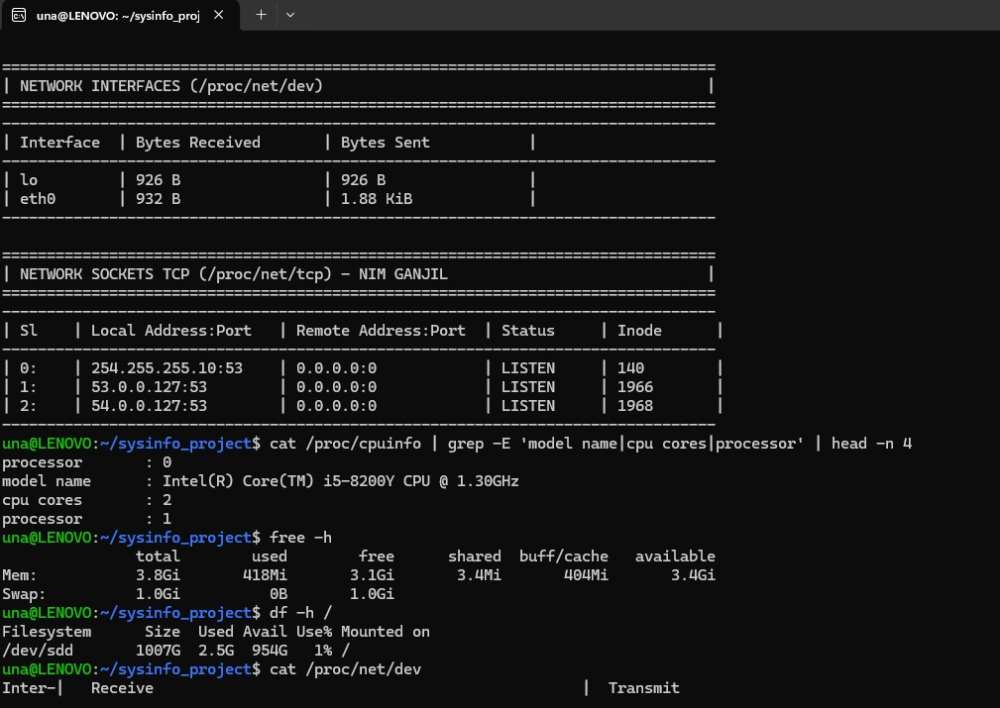 una@LENOVO: ~/sysinfo_proj
================================================================================
| NETWORK INTERFACES (/proc/net/dev)                                           |
================================================================================
--------------------------------------------------------------------------------
| Interface  | Bytes Received       | Bytes Sent           |
--------------------------------------------------------------------------------
| lo         | 926 B                | 926 B                |
| eth0       | 932 B                | 1.88 KiB             |
--------------------------------------------------------------------------------
================================================================================
| NETWORK SOCKETS TCP (/proc/net/tcp) - NIM GANJIL                             |
================================================================================
--------------------------------------------------------------------------------
| Sl    | Local Address:Port   | Remote Address:Port  | Status     | Inode      |
--------------------------------------------------------------------------------
| 0:    | 254.255.255.10:53    | 0.0.0.0:0            | LISTEN     | 140        |
| 1:    | 53.0.0.127:53        | 0.0.0.0:0            | LISTEN     | 1966       |
| 2:    | 54.0.0.127:53        | 0.0.0.0:0            | LISTEN     | 1968       |
--------------------------------------------------------------------------------
una@LENOVO:~/sysinfo_project$ cat /proc/cpuinfo | grep -E 'model name|cpu cores|processor' | head -n 4
processor       : 0
model name      : Intel(R) Core(TM) i5-8200Y CPU @ 1.30GHz
cpu cores       : 2
processor       : 1
una@LENOVO:~/sysinfo_project$ free -h
               total        used        free      shared  buff/cache   available
Mem:           3.8Gi       418Mi       3.1Gi       3.4Mi       404Mi       3.4Gi
Swap:          1.0Gi          0B       1.0Gi
una@LENOVO:~/sysinfo_project$ df -h /
Filesystem      Size  Used Avail Use% Mounted on
/dev/sdd       1007G  2.5G  954G   1% /
una@LENOVO:~/sysinfo_project$ cat /proc/net/dev
Inter-|   Receive                                                |  Transmit